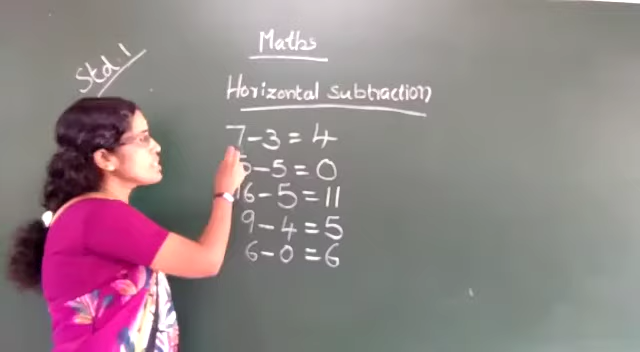 Std. 1
Maths
Horizontal subtraction
7-3=4
5-5=0
16-5=11
9-4=5
6-0=6